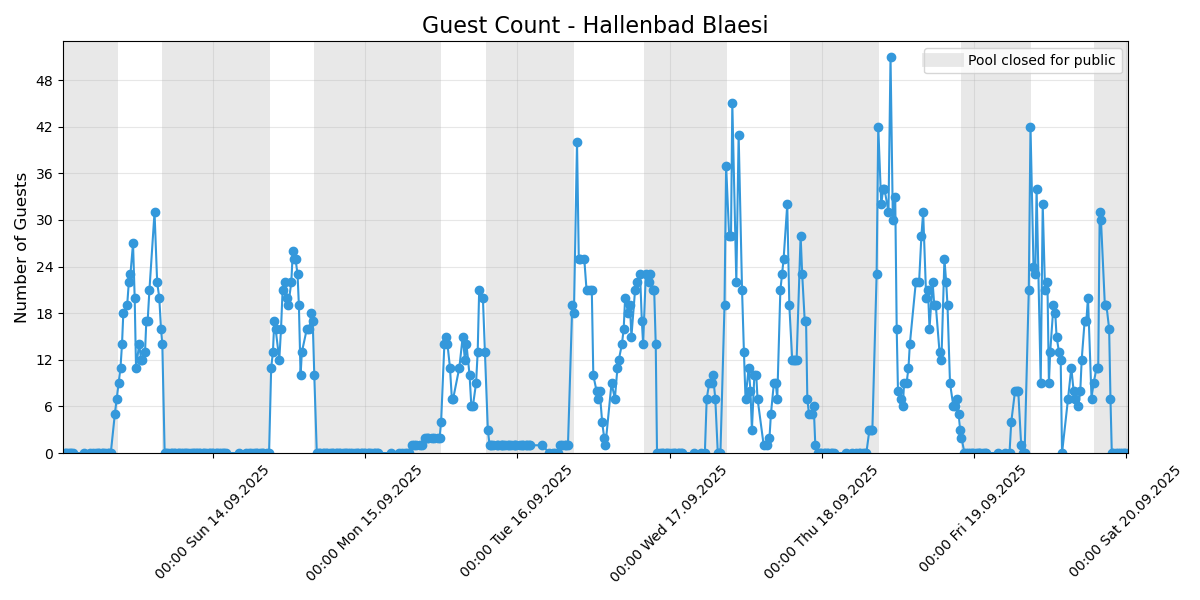 Guest Count - Hallenbad Blaesi
Pool closed for public
Number of Guests
48
42
36
30
24
18
12
6
0
00:00 Sun 14.09.2025
00:00 Mon 15.09.2025
00:00 Tue 16.09.2025
00:00 Wed 17.09.2025
00:00 Thu 18.09.2025
00:00 Fri 19.09.2025
00:00 Sat 20.09.2025